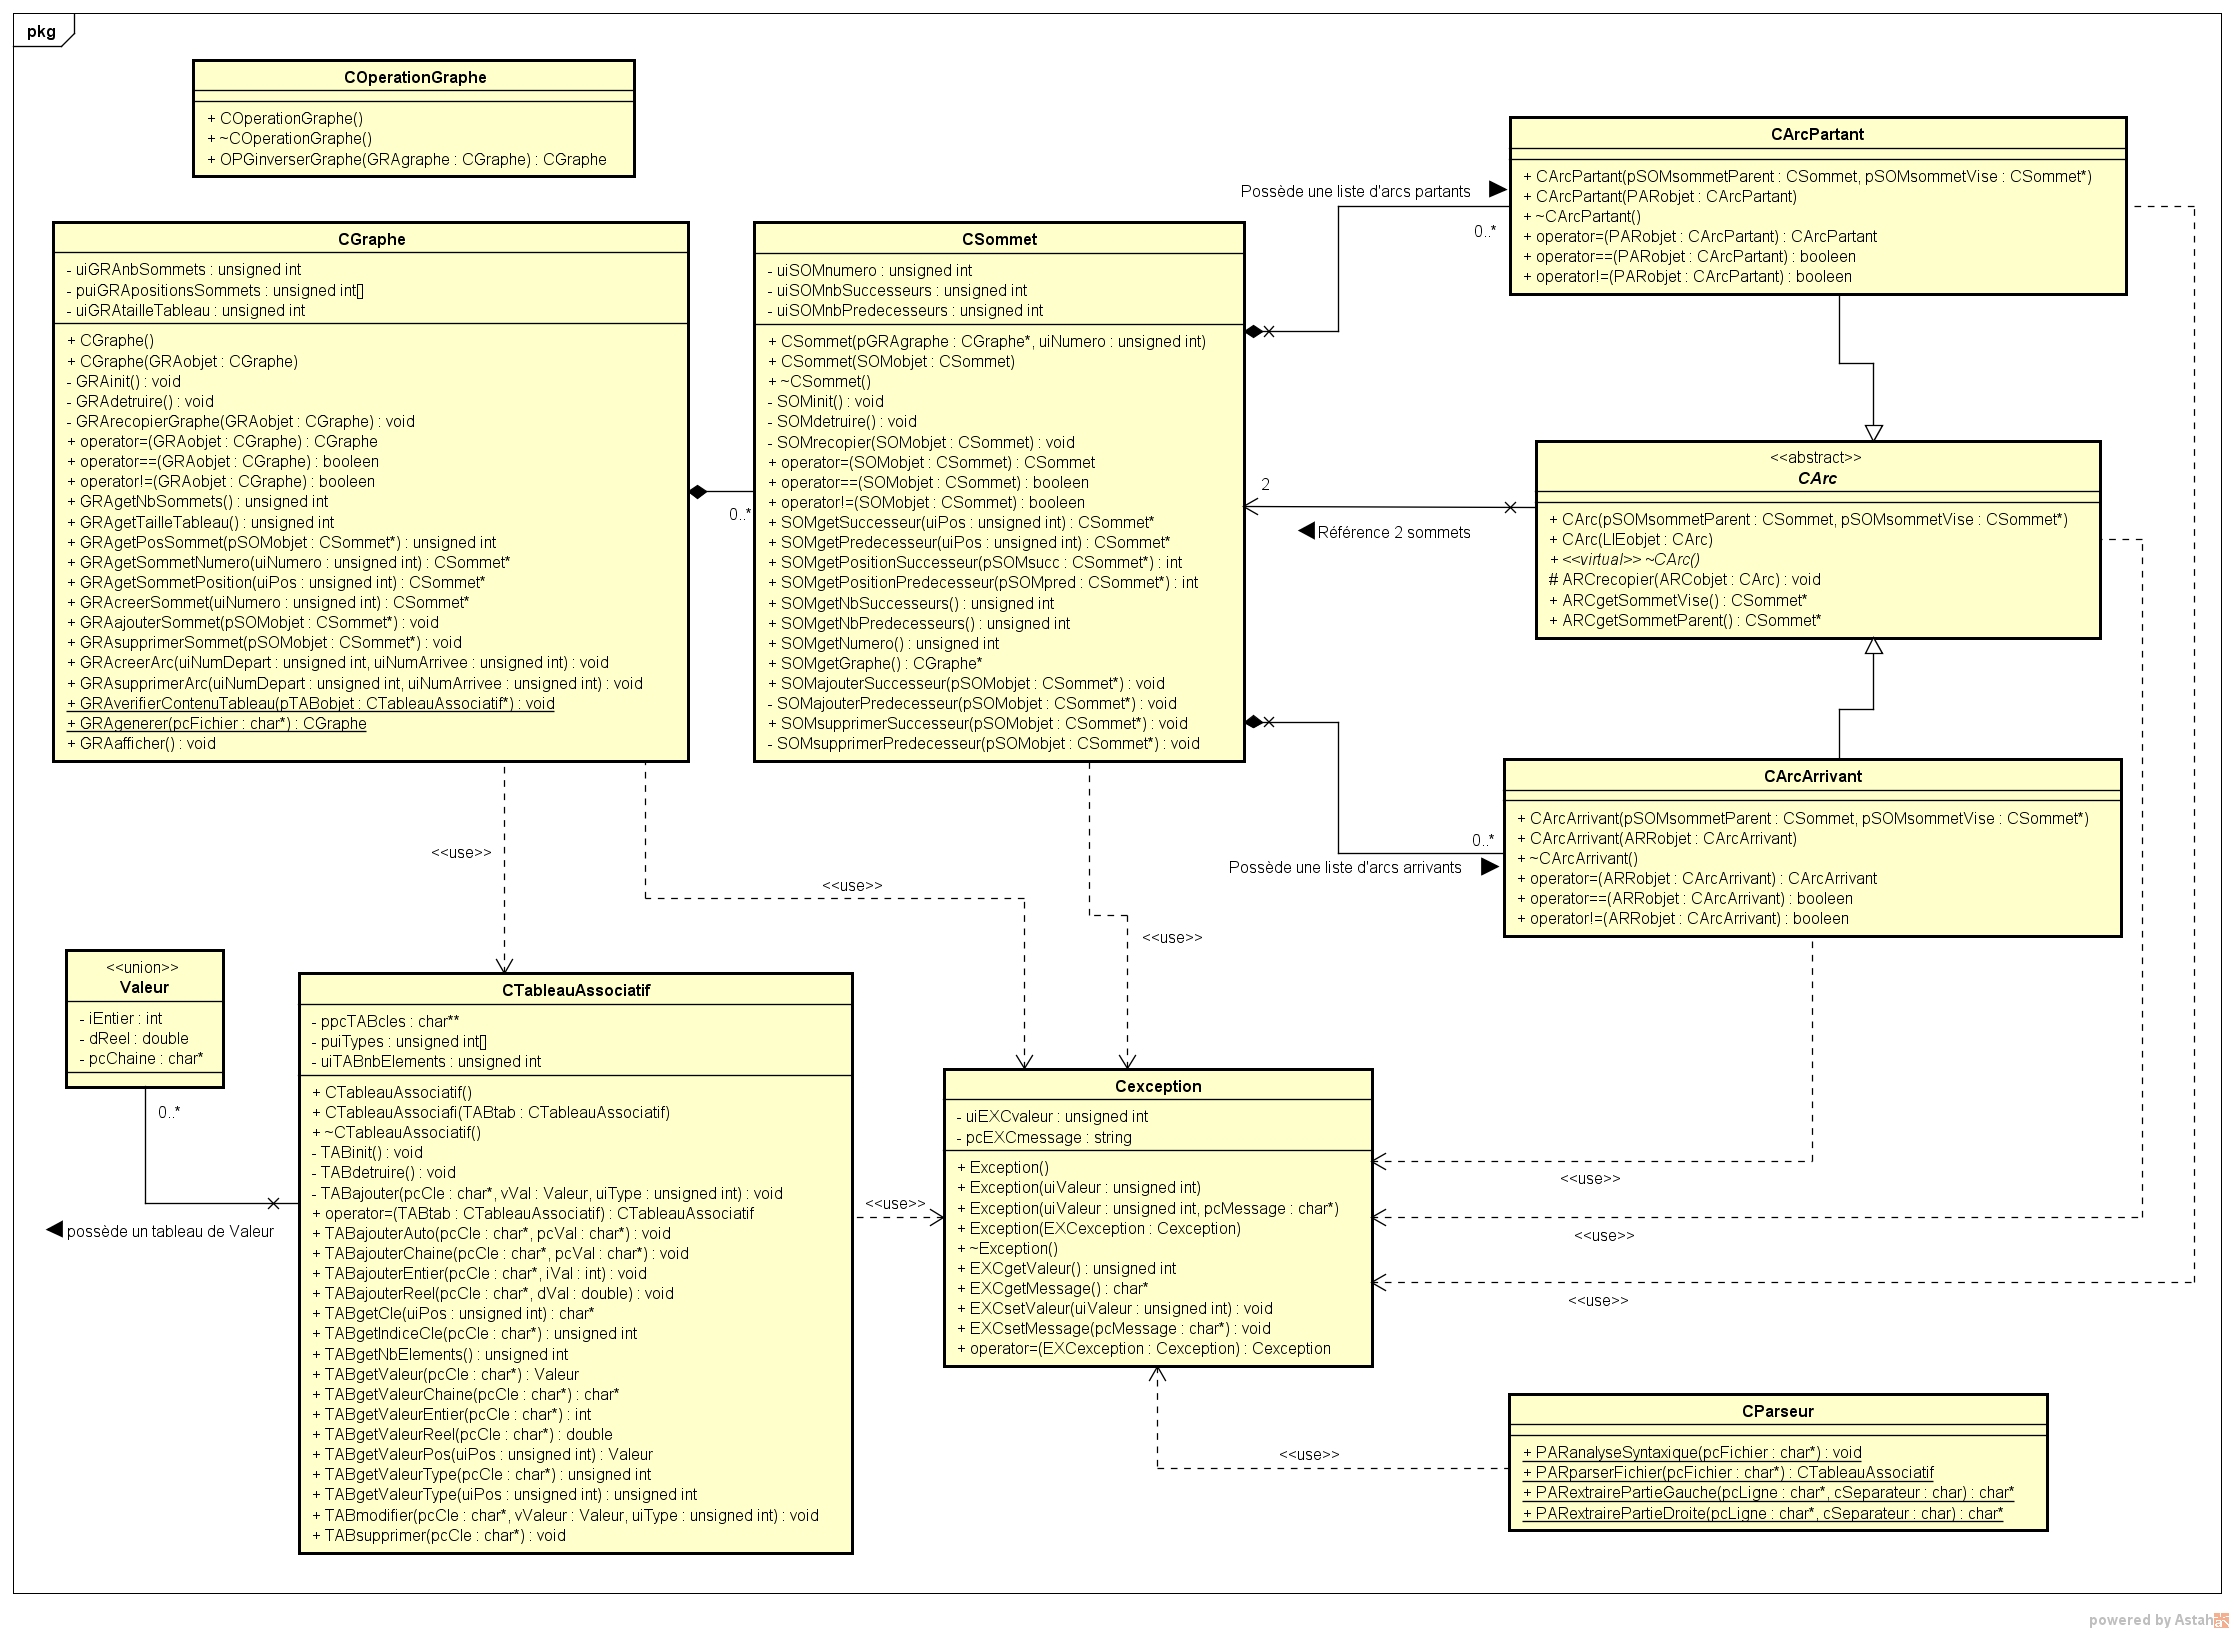 pkg
COperationGraphe
+ COperationGraphe()
+ ~COperationGraphe()
+ OPGinverserGraphe(GRAgraphe : CGraphe) : CGraphe
CGraphe
- uiGRAnbSommets : unsigned int
- puiGRApositionsSommets : unsigned int[]
- uiGRAtailleTableau : unsigned int
+ CGraphe()
+ CGraphe(GRAobjet : CGraphe)
- GRAinit() : void
- GRAdetruire() : void
- GRArecopierGraphe(GRAobjet : CGraphe) : void
+ operator=(GRAobjet : CGraphe) : CGraphe
+ operator==(GRAobjet : CGraphe) : booleen
+ operator!=(GRAobjet : CGraphe) : booleen
+ GRAgetNbSommets() : unsigned int
+ GRAgetTailleTableau() : unsigned int
+ GRAgetPosSommet(pSOMobjet : CSommet*) : unsigned int
+ GRAgetSommetNumero(uiNumero : unsigned int) : CSommet*
+ GRAgetSommetPosition(uiPos : unsigned int) : CSommet*
+ GRAcreerSommet(uiNumero : unsigned int) : CSommet*
+ GRAajouterSommet(pSOMobjet : CSommet*) : void
+ GRAsupprimerSommet(pSOMobjet : CSommet*) : void
+ GRAcreerArc(uiNumDepart : unsigned int, uiNumArrivee : unsigned int) : void
+ GRAsupprimerArc(uiNumDepart : unsigned int, uiNumArrivee : unsigned int) : void
+ GRAverifierContenuTableau(pTABobjet : CTableauAssociatif*) : void
+ GRAgenerer(pcFichier : char*) : CGraphe
+ GRAafficher() : void
0..*
CSommet
- uiSOMnumero : unsigned int
- uiSOMnbSuccesseurs : unsigned int
- uiSOMnbPredecesseurs : unsigned int
+ CSommet(pGRAgraphe : CGraphe*, uiNumero : unsigned int)
+ CSommet(SOMobjet : CSommet)
+ ~CSommet()
- SOMinit() : void
- SOMdetruire() : void
- SOMrecopier(SOMobjet : CSommet) : void
+ operator=(SOMobjet : CSommet) : CSommet
+ operator==(SOMobjet : CSommet) : booleen
+ operator!=(SOMobjet : CSommet) : booleen
+ SOMgetSuccesseur(uiPos : unsigned int) : CSommet*
+ SOMgetPredecesseur(uiPos : unsigned int) : CSommet*
+ SOMgetPositionSuccesseur(pSOMsucc : CSommet*) : int
+ SOMgetPositionPredecesseur(pSOMpred : CSommet*) : int
+ SOMgetNbSuccesseurs() : unsigned int
+ SOMgetNbPredecesseurs() : unsigned int
+ SOMgetNumero() : unsigned int
+ SOMgetGraphe() : CGraphe*
+ SOMajouterSuccesseur(pSOMobjet : CSommet*) : void
- SOMajouterPredecesseur(pSOMobjet : CSommet*) : void
+ SOMsupprimerSuccesseur(pSOMobjet : CSommet*) : void
- SOMsupprimerPredecesseur(pSOMobjet : CSommet*) : void
Possède une liste d'arcs partants
0..*
CArcPartant
+ CArcPartant(pSOMsommetParent : CSommet, pSOMsommetVise : CSommet*)
+ CArcPartant(PARobjet : CArcPartant)
+ ~CArcPartant()
+ operator=(PARobjet : CArcPartant) : CArcPartant
+ operator==(PARobjet : CArcPartant) : booleen
+ operator!=(PARobjet : CArcPartant) : booleen
2
Référence 2 sommets
<<abstract>>
CArc
+ CArc(pSOMsommetParent : CSommet, pSOMsommetVise : CSommet*)
+ CArc(LIEobjet : CArc)
+ <<virtual>> ~CArc()
# ARCrecopier(ARCobjet : CArc) : void
+ ARCgetSommetVise() : CSommet*
+ ARCgetSommetParent() : CSommet*
0..*
Possède une liste d'arcs arrivants
CArcArrivant
+ CArcArrivant(pSOMsommetParent : CSommet, pSOMsommetVise : CSommet*)
+ CArcArrivant(ARRobjet : CArcArrivant)
+ ~CArcArrivant()
+ operator=(ARRobjet : CArcArrivant) : CArcArrivant
+ operator==(ARRobjet : CArcArrivant) : booleen
+ operator!=(ARRobjet : CArcArrivant) : booleen
<<use>>
<<use>>
<<use>>
<<union>>
Valeur
- iEntier : int
- dReel : double
- pcChaine : char*
0..*
possède un tableau de Valeur
CTableauAssociatif
- ppcTABcles : char**
- puiTypes : unsigned int[]
- uiTABnbElements : unsigned int
+ CTableauAssociatif()
+ CTableauAssociafi(TABtab : CTableauAssociatif)
+ ~CTableauAssociatif()
- TABinit() : void
- TABdetruire() : void
- TABajouter(pcCle : char*, vVal : Valeur, uiType : unsigned int) : void
+ operator=(TABtab : CTableauAssociatif) : CTableauAssociatif
+ TABajouterAuto(pcCle : char*, pcVal : char*) : void
+ TABajouterChaine(pcCle : char*, pcVal : char*) : void
+ TABajouterEntier(pcCle : char*, iVal : int) : void
+ TABajouterReel(pcCle : char*, dVal : double) : void
+ TABgetCle(uiPos : unsigned int) : char*
+ TABgetIndiceCle(pcCle : char*) : unsigned int
+ TABgetNbElements() : unsigned int
+ TABgetValeur(pcCle : char*) : Valeur
+ TABgetValeurChaine(pcCle : char*) : char*
+ TABgetValeurEntier(pcCle : char*) : int
+ TABgetValeurReel(pcCle : char*) : double
+ TABgetValeurPos(uiPos : unsigned int) : Valeur
+ TABgetValeurType(pcCle : char*) : unsigned int
+ TABgetValeurType(uiPos : unsigned int) : unsigned int
+ TABmodifier(pcCle : char*, vValeur : Valeur, uiType : unsigned int) : void
+ TABsupprimer(pcCle : char*) : void
<<use>>
Cexception
- uiEXCvaleur : unsigned int
- pcEXCmessage : string
+ Exception()
+ Exception(uiValeur : unsigned int)
+ Exception(uiValeur : unsigned int, pcMessage : char*)
+ Exception(EXCexception : Cexception)
+ ~Exception()
+ EXCgetValeur() : unsigned int
+ EXCgetMessage() : char*
+ EXCsetValeur(uiValeur : unsigned int) : void
+ EXCsetMessage(pcMessage : char*) : void
+ operator=(EXCexception : Cexception) : Cexception
<<use>>
<<use>>
<<use>>
<<use>>
CParseur
+ PARanalyseSyntaxique(pcFichier : char*) : void
+ PARparserFichier(pcFichier : char*) : CTableauAssociatif
+ PARextrairePartieGauche(pcLigne : char*, cSeparateur : char) : char*
+ PARextrairePartieDroite(pcLigne : char*, cSeparateur : char) : char*
powered by Astah